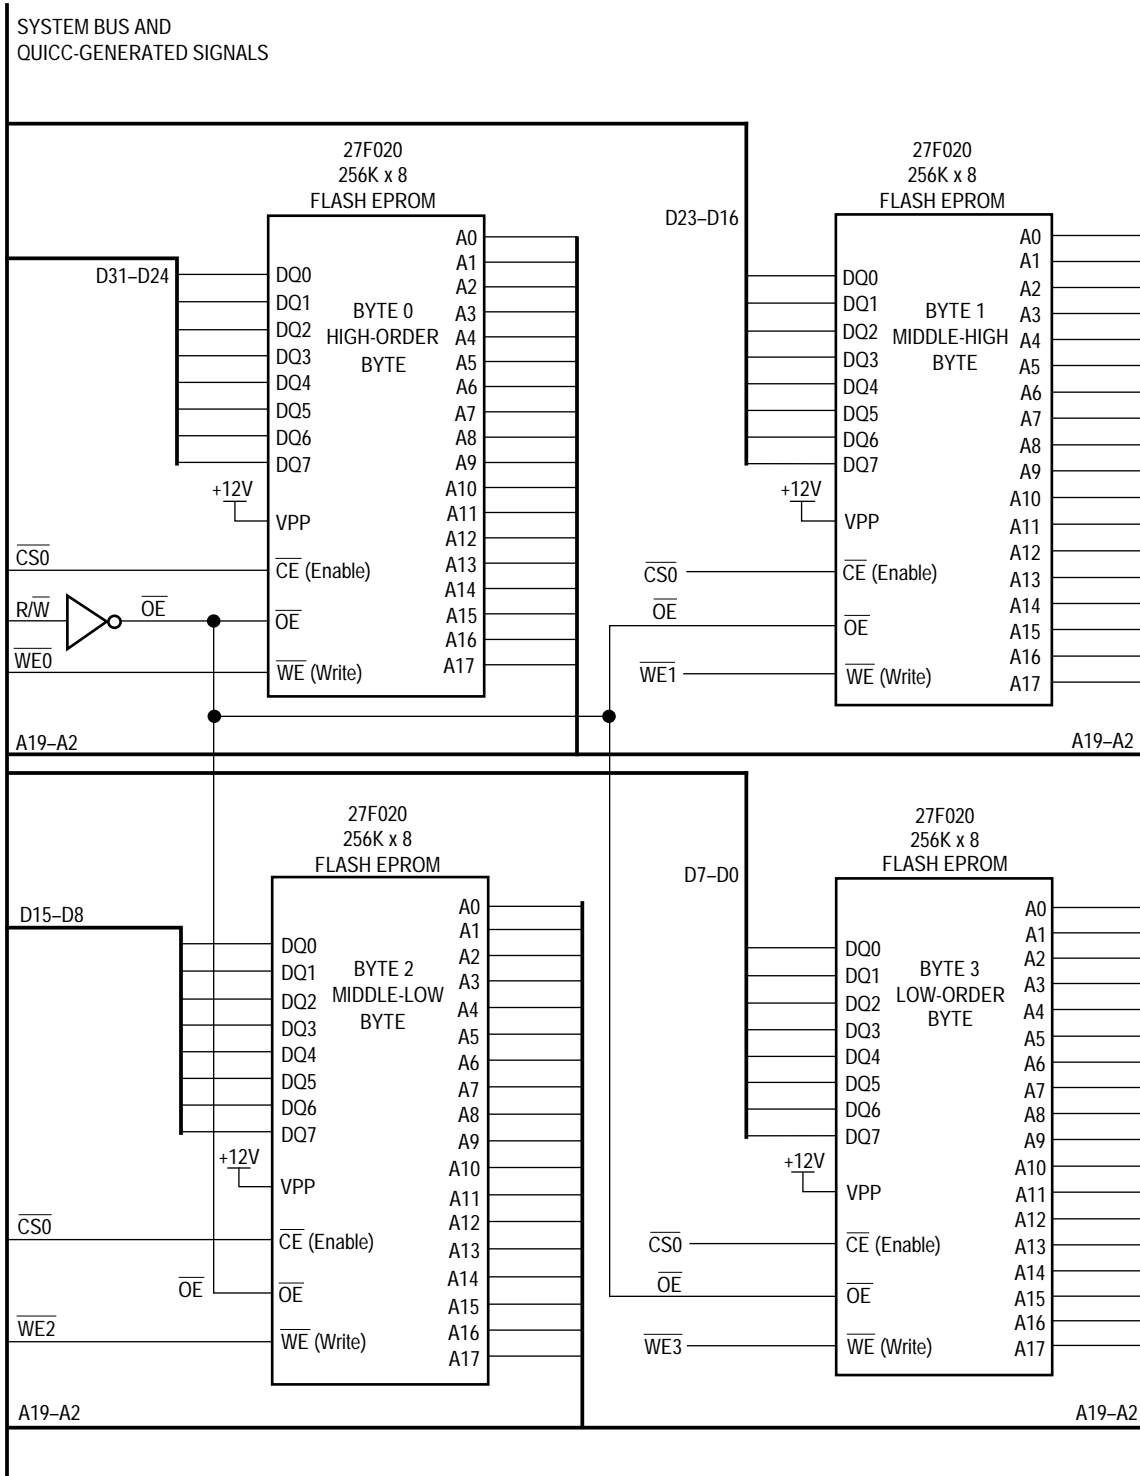 SYSTEM BUS AND
QUICC-GENERATED SIGNALS
27F020
256K x 8
FLASH EPROM
D31–D24
DQ0
DQ1
DQ2
DQ3
DQ4
DQ5
DQ6
DQ7
BYTE 0
HIGH-ORDER
BYTE
+12V
VPP
CS0
CE (Enable)
R/W
OE
OE
WE0
WE (Write)
A0
A1
A2
A3
A4
A5
A6
A7
A8
A9
A10
A11
A12
A13
A14
A15
A16
A17
A19–A2
27F020
256K x 8
FLASH EPROM
D23–D16
DQ0
DQ1
DQ2
DQ3
DQ4
DQ5
DQ6
DQ7
BYTE 1
MIDDLE-HIGH
BYTE
+12V
VPP
CS0
CE (Enable)
OE
OE
WE1
WE (Write)
A0
A1
A2
A3
A4
A5
A6
A7
A8
A9
A10
A11
A12
A13
A14
A15
A16
A17
A19–A2
27F020
256K x 8
FLASH EPROM
D15–D8
DQ0
DQ1
DQ2
DQ3
DQ4
DQ5
DQ6
DQ7
BYTE 2
MIDDLE-LOW
BYTE
+12V
VPP
CS0
CE (Enable)
OE
OE
WE2
WE (Write)
A0
A1
A2
A3
A4
A5
A6
A7
A8
A9
A10
A11
A12
A13
A14
A15
A16
A17
A19–A2
27F020
256K x 8
FLASH EPROM
D7–D0
DQ0
DQ1
DQ2
DQ3
DQ4
DQ5
DQ6
DQ7
BYTE 3
LOW-ORDER
BYTE
+12V
VPP
CS0
CE (Enable)
OE
OE
WE3
WE (Write)
A0
A1
A2
A3
A4
A5
A6
A7
A8
A9
A10
A11
A12
A13
A14
A15
A16
A17
A19–A2